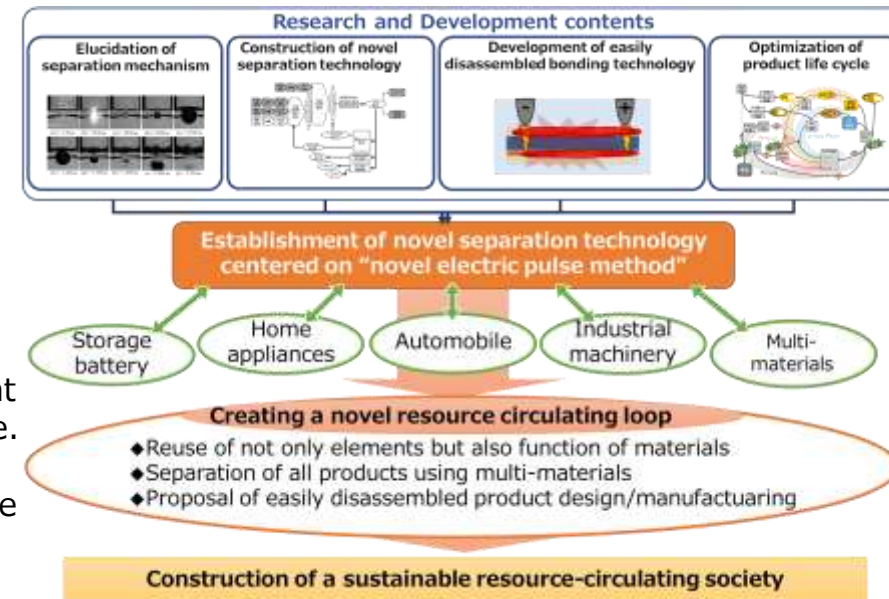 Research and Development contents
Elucidation of
separation mechanism
Construction of novel
separation technology
Development of easily
disassembled bonding technology
Optimization of
product life cycle
Establishment of novel separation technology
centered on "novel electric pulse method"
Storage
battery
Home
appliances
Automobile
Industrial
machinery
Multi-
materials
Creating a novel resource circulating loop
◆Reuse of not only elements but also function of materials
◆Separation of all products using multi-materials
◆Proposal of easily disassembled product design/manufactuaring
Construction of a sustainable resource-circulating society